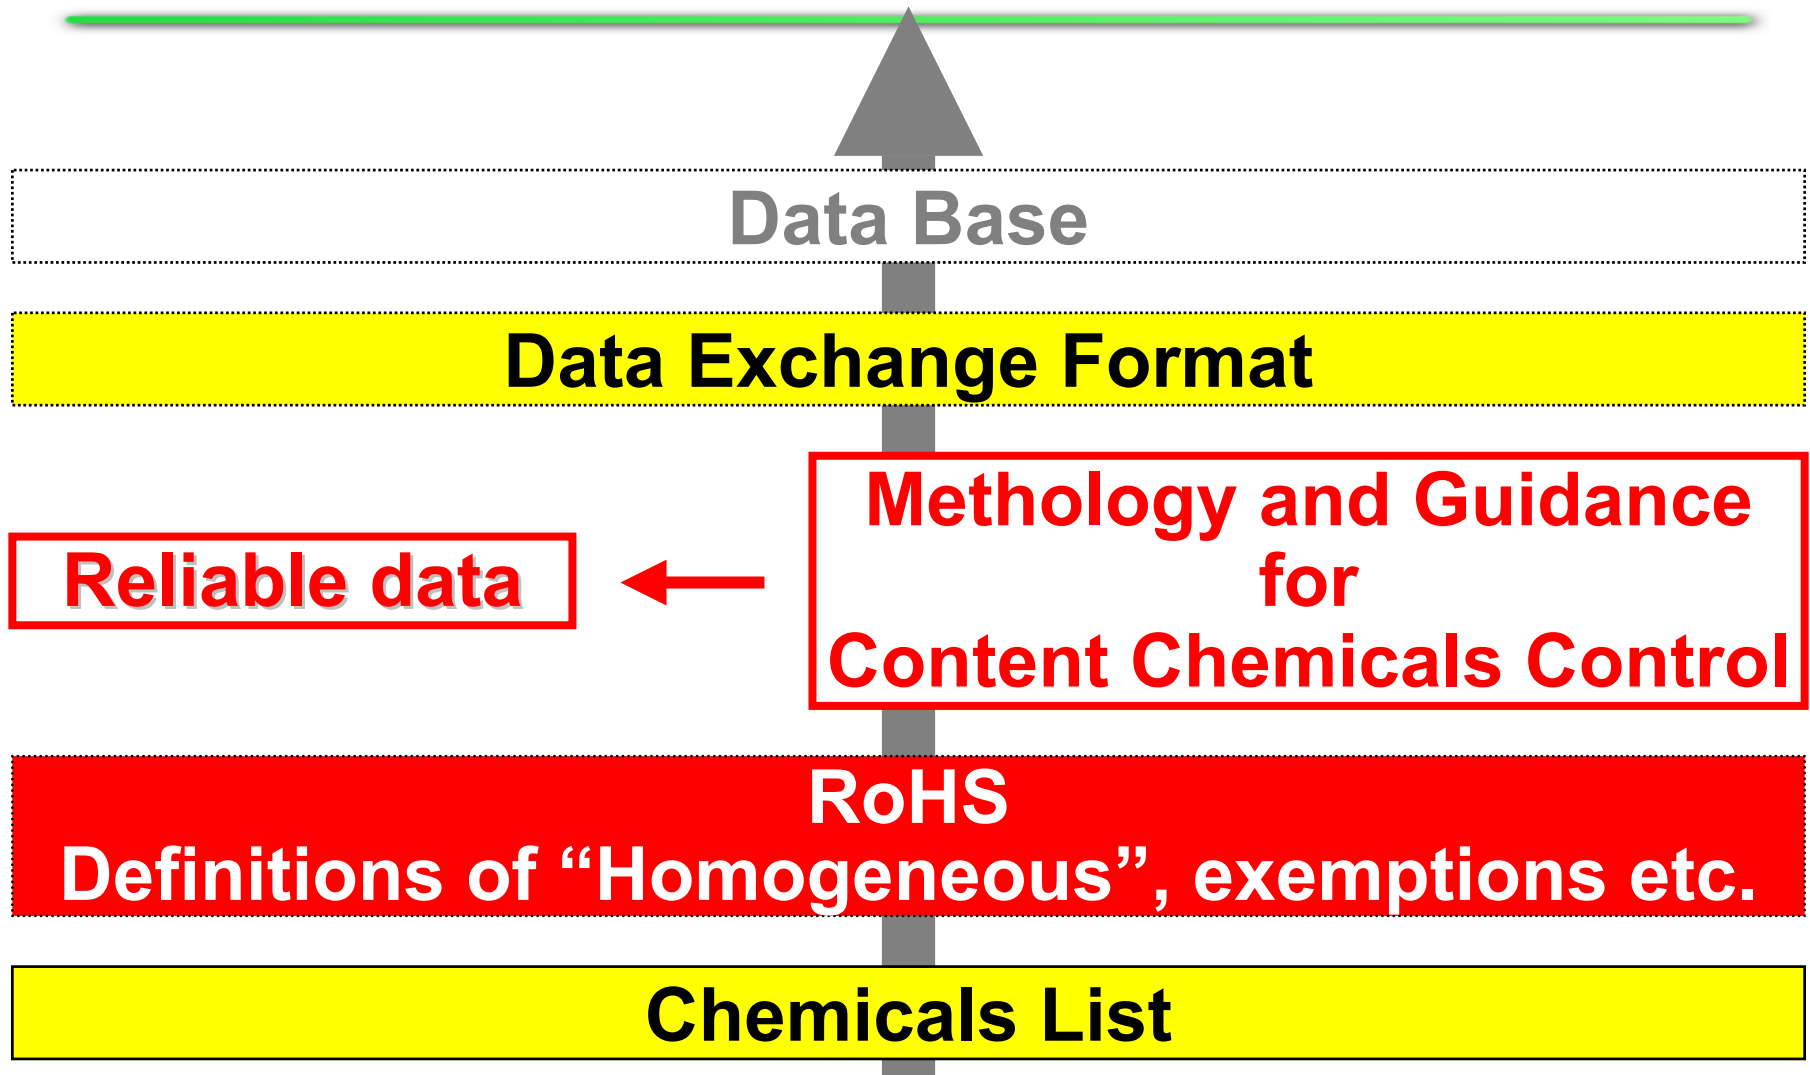 Data Base
Data Exchange Format
Methology and Guidance
for
Content Chemicals Control
Reliable data
RoHS
Definitions of “Homogeneous”, exemptions etc.
Chemicals List